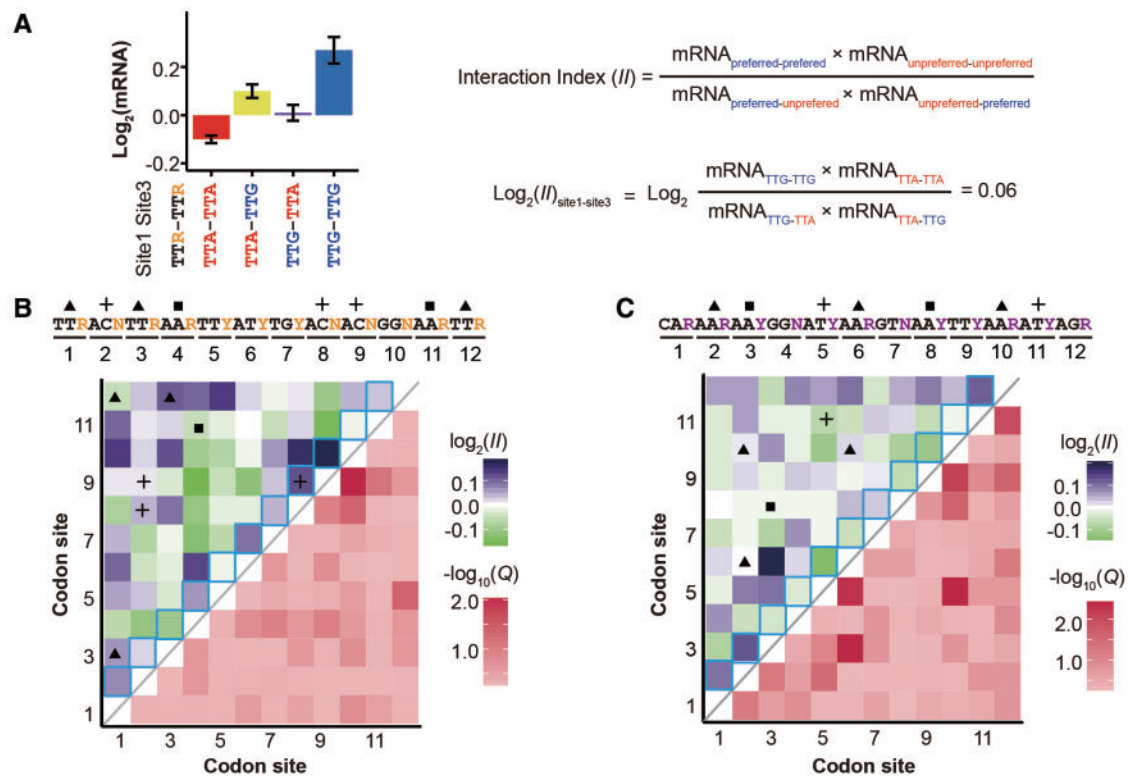 A
Log2(mRNA)
0.2
0.0
-0.2
Site1 Site3
TTR-TTR
TTA-TTA
TTA-TTG
TTG-TTA
TTG-TTG
Interaction Index (II) = mRNApreferred-prefered × mRNAunpreferred-unpreferred
mRNApreferred-unprefered × mRNAunpreferred-preferred
Log2(II)site1-site3 = Log2 mRNATTG-TTG × mRNATTA-TTA = 0.06
mRNATTG-TTA × mRNATTA-TTG
B
▲ + ▲ ■ + + ■ ▲
TTRACNTTRAARTTYATYTGYACNACNGGNAARTTR
1 2 3 4 5 6 7 8 9 10 11 12
Codon site
11
9
7
5
3
1
1 3 5 7 9 11
Codon site
log2(II)
0.1
0.0
-0.1
-log10(Q)
2.0
1.0
C
▲ ■ + ▲ ■ ▲ +
CARAARAAYGGNATYAARGTNAAYTTYAARATYAGR
1 2 3 4 5 6 7 8 9 10 11 12
Codon site
11
9
7
5
3
1
1 3 5 7 9 11
Codon site
log2(II)
0.1
0.0
-0.1
-log10(Q)
2.0
1.0